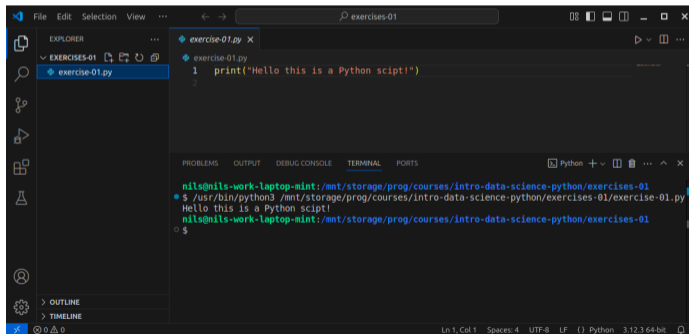 File Edit Selection View ... exercises-01
EXPLORER ...
EXERCISES-01
exercise-01.py
exercise-01.py
exercise-01.py
1 print("Hello this is a Python scipt!")
2
PROBLEMS OUTPUT DEBUG CONSOLE TERMINAL PORTS Python
nils@nils-work-laptop-mint:/mnt/storage/prog/courses/intro-data-science-python/exercises-01
$ /usr/bin/python3 /mnt/storage/prog/courses/intro-data-science-python/exercises-01/exercise-01.py
Hello this is a Python scipt!
nils@nils-work-laptop-mint:/mnt/storage/prog/courses/intro-data-science-python/exercises-01
$
OUTLINE
TIMELINE
0 0 Ln 1, Col 1 Spaces: 4 UTF-8 LF {} Python 3.12.3 64-bit